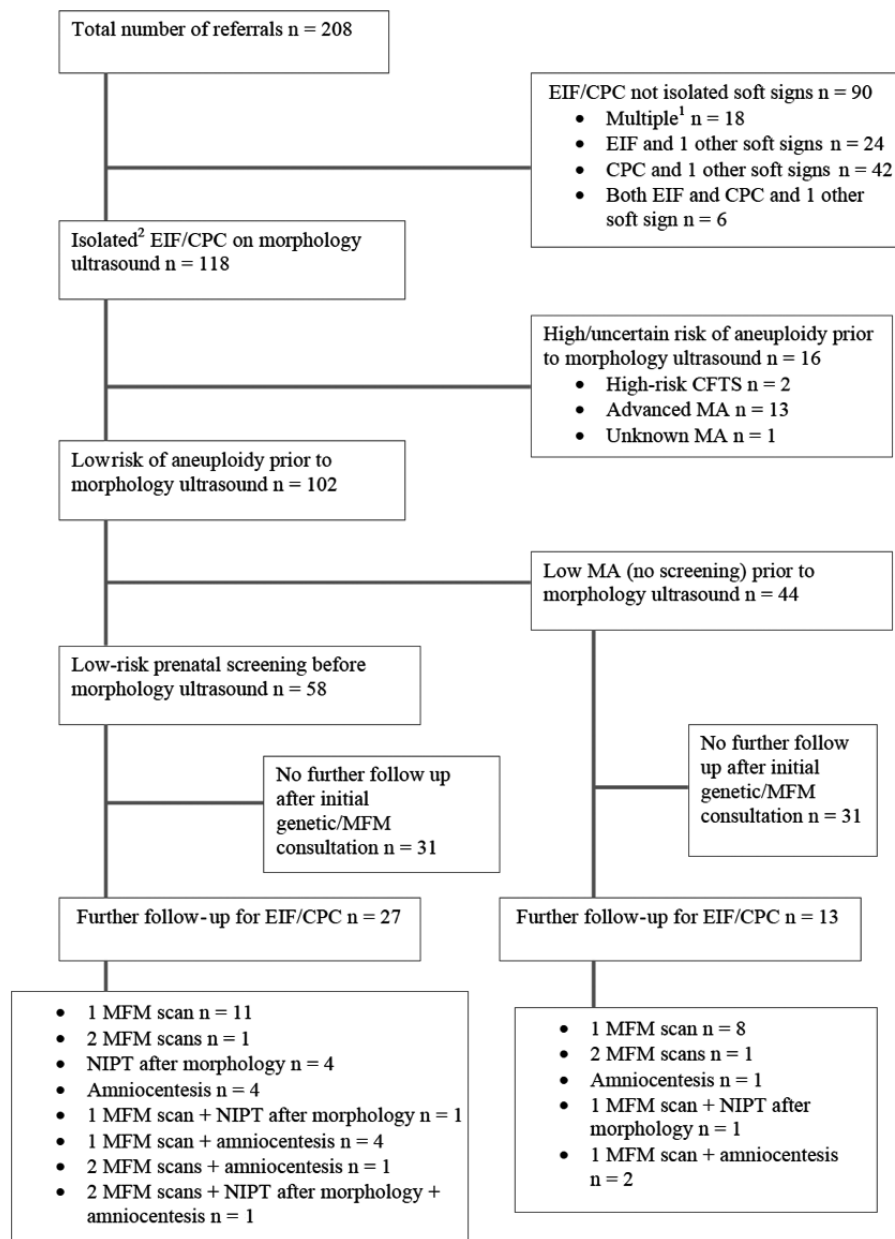 Total number of referrals n = 208
EIF/CPC not isolated soft signs n = 90
• Multiple¹ n = 18
• EIF and 1 other soft signs n = 24
• CPC and 1 other soft signs n = 42
• Both EIF and CPC and 1 other
soft sign n = 6
Isolated² EIF/CPC on morphology
ultrasound n = 118
High/uncertain risk of aneuploidy prior
to morphology ultrasound n = 16
• High-risk CFTS n = 2
• Advanced MA n = 13
• Unknown MA n = 1
Low risk of aneuploidy prior to
morphology ultrasound n = 102
Low MA (no screening) prior to
morphology ultrasound n = 44
Low-risk prenatal screening before
morphology ultrasound n = 58
No further follow up
after initial
genetic/MFM
consultation n = 31
No further follow
up after initial
genetic/MFM
consultation n = 31
Further follow-up for EIF/CPC n = 27
Further follow-up for EIF/CPC n = 13
• 1 MFM scan n = 11
• 2 MFM scans n = 1
• NIPT after morphology n = 4
• Amniocentesis n = 4
• 1 MFM scan + NIPT after morphology n = 1
• 1 MFM scan + amniocentesis n = 4
• 2 MFM scans + amniocentesis n = 1
• 2 MFM scans + NIPT after morphology +
amniocentesis n = 1
• 1 MFM scan n = 8
• 2 MFM scans n = 1
• Amniocentesis n = 1
• 1 MFM scan + NIPT after
morphology n = 1
• 1 MFM scan + amniocentesis
n = 2